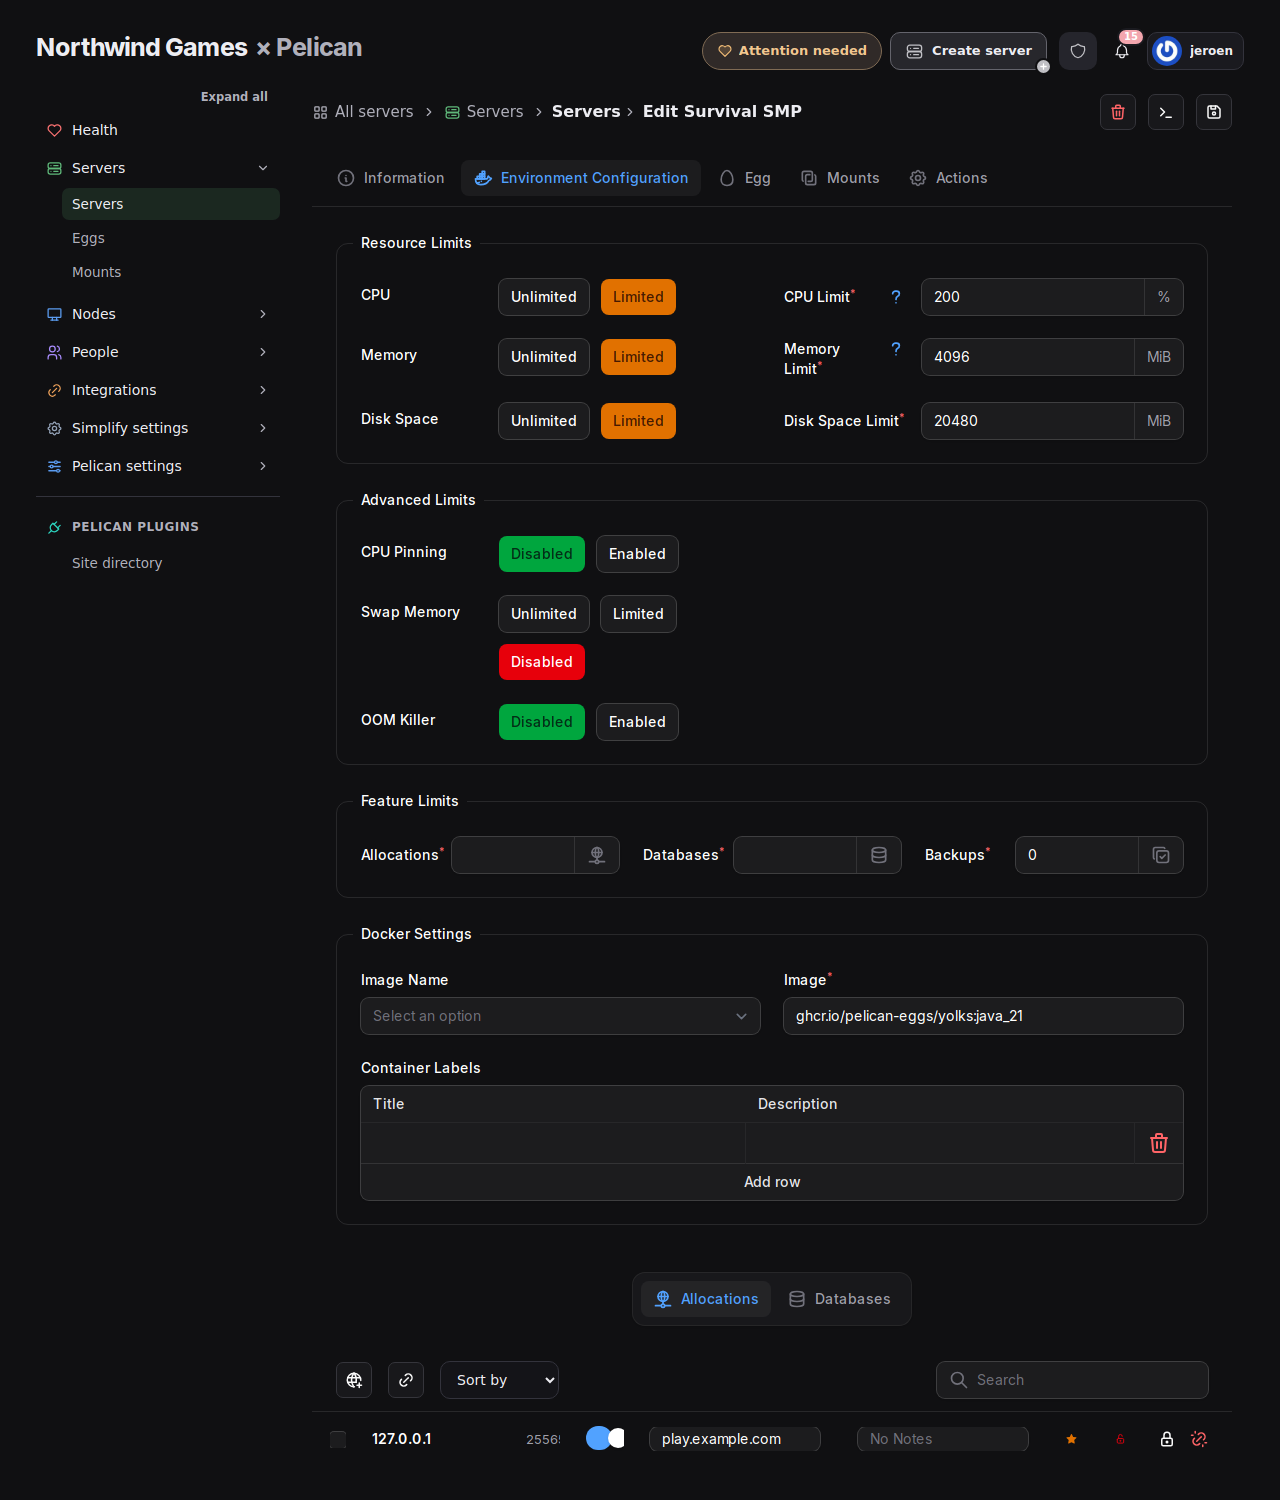 Northwind Games × Pelican
Attention needed
Create server
15
jeroen
Expand all
Health
Servers
Servers
Eggs
Mounts
Nodes
People
Integrations
Simplify settings
Pelican settings
PELICAN PLUGINS
Site directory
All servers > Servers > Servers > Edit Survival SMP
Information
Environment Configuration
Egg
Mounts
Actions
Resource Limits
CPU Unlimited Limited CPU Limit* ? 200 %
Memory Unlimited Limited Memory Limit* ? 4096 MiB
Disk Space Unlimited Limited Disk Space Limit* 20480 MiB
Advanced Limits
CPU Pinning Disabled Enabled
Swap Memory Unlimited Limited
Disabled
OOM Killer Disabled Enabled
Feature Limits
Allocations* Databases* Backups* 0
Docker Settings
Image Name Image*
Select an option ghcr.io/pelican-eggs/yolks:java_21
Container Labels
Title Description
Add row
Allocations Databases
Sort by Search
127.0.0.1 play.example.com No Notes